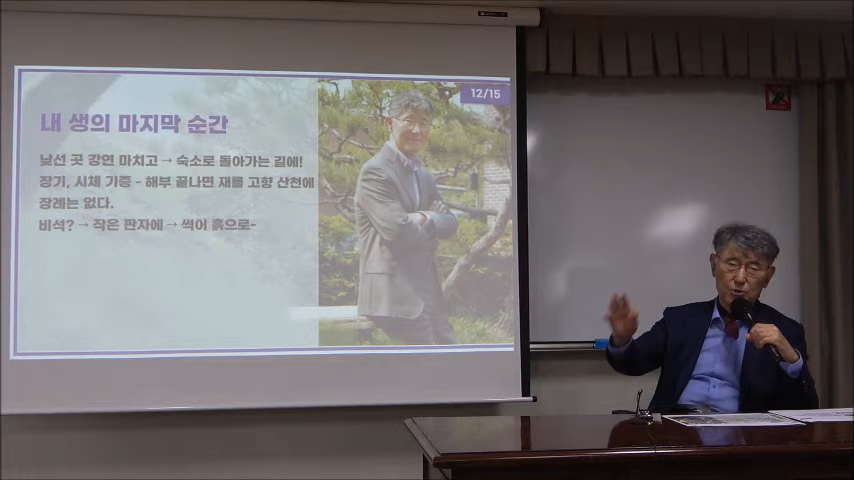 12/15
내 생의 마지막 순간
낯선 곳 강연 마치고 → 숙소로 돌아가는 길에!
장기, 시체 기증 - 해부 끝나면 재를 고향 산천에
장례는 없다.
비석? → 작은 판자에 → 썩어 흙으로-